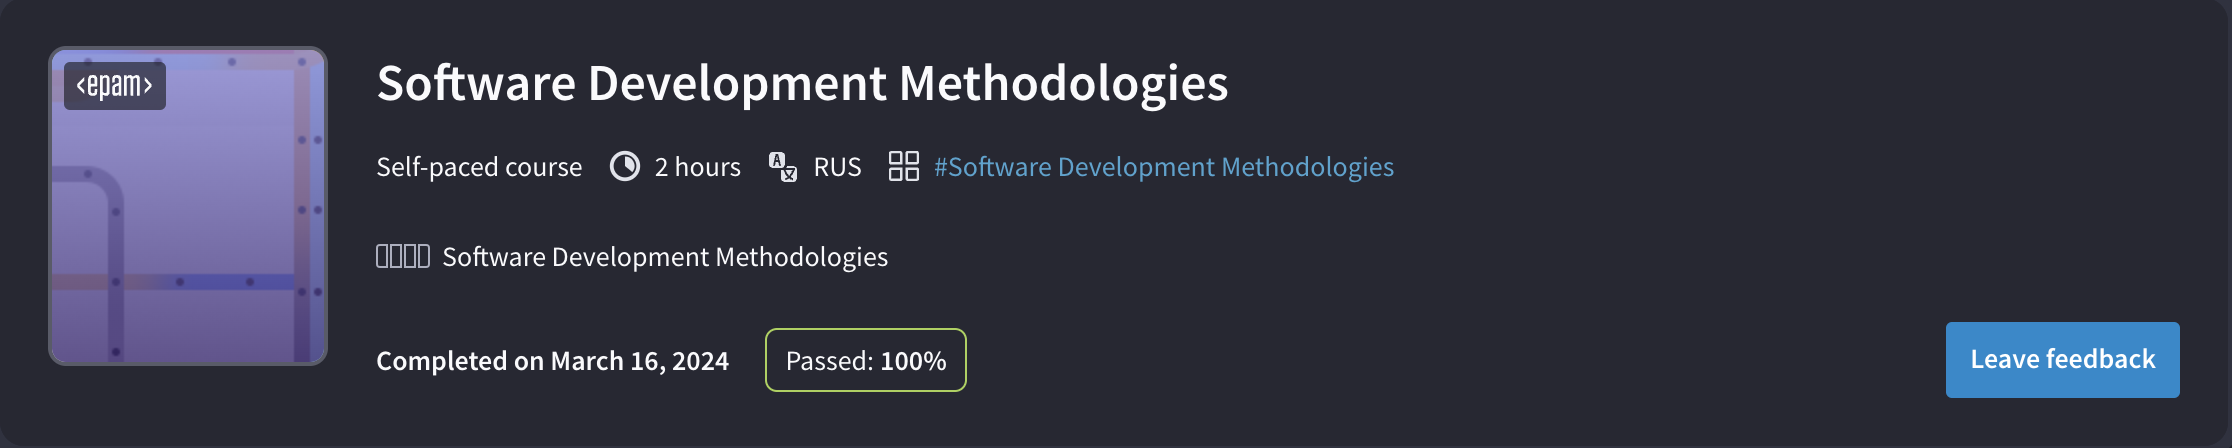 <epam>
Software Development Methodologies
Self-paced course 2 hours RUS #Software Development Methodologies
Software Development Methodologies
Completed on March 16, 2024 Passed: 100%
Leave feedback